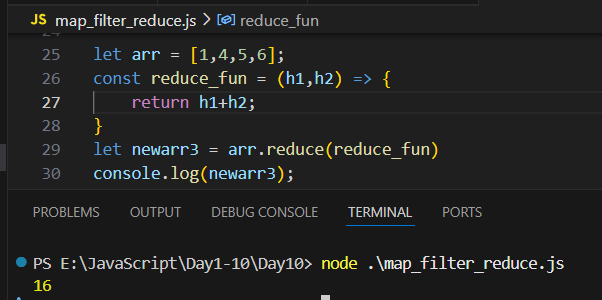 JS map_filter_reduce.js > reduce_fun
24
25 let arr = [1,4,5,6];
26 const reduce_fun = (h1,h2) => {
27     return h1+h2;
28 }
29 let newarr3 = arr.reduce(reduce_fun)
30 console.log(newarr3);
PROBLEMS OUTPUT DEBUG CONSOLE TERMINAL PORTS
PS E:\JavaScript\Day1-10\Day10> node .\map_filter_reduce.js
16